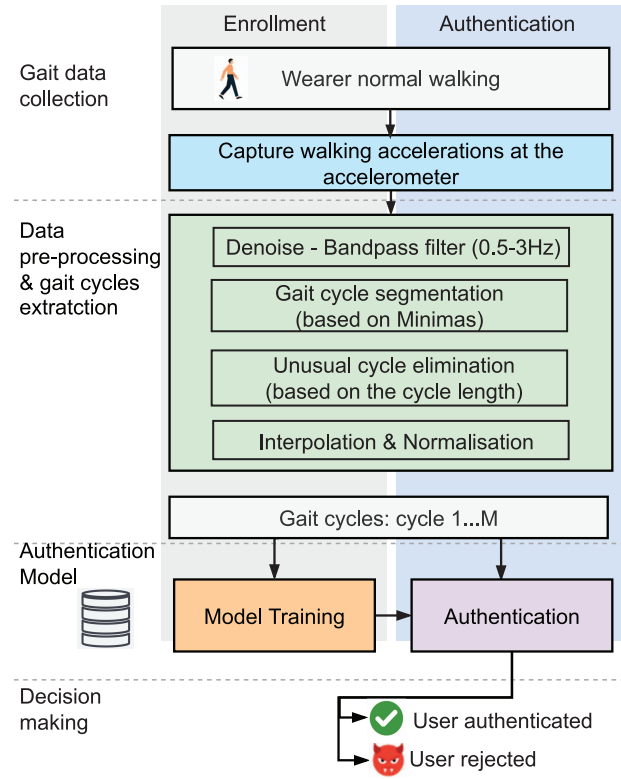 Enrollment
Authentication
Gait data
collection
Wearer normal walking
Capture walking accelerations at the
accelerometer
Data
pre-processing
& gait cycles
extratction
Denoise - Bandpass filter (0.5-3Hz)
Gait cycle segmentation
(based on Minimas)
Unusual cycle elimination
(based on the cycle length)
Interpolation & Normalisation
Gait cycles: cycle 1...M
Authentication
Model
Model Training
Authentication
Decision
making
User authenticated
User rejected